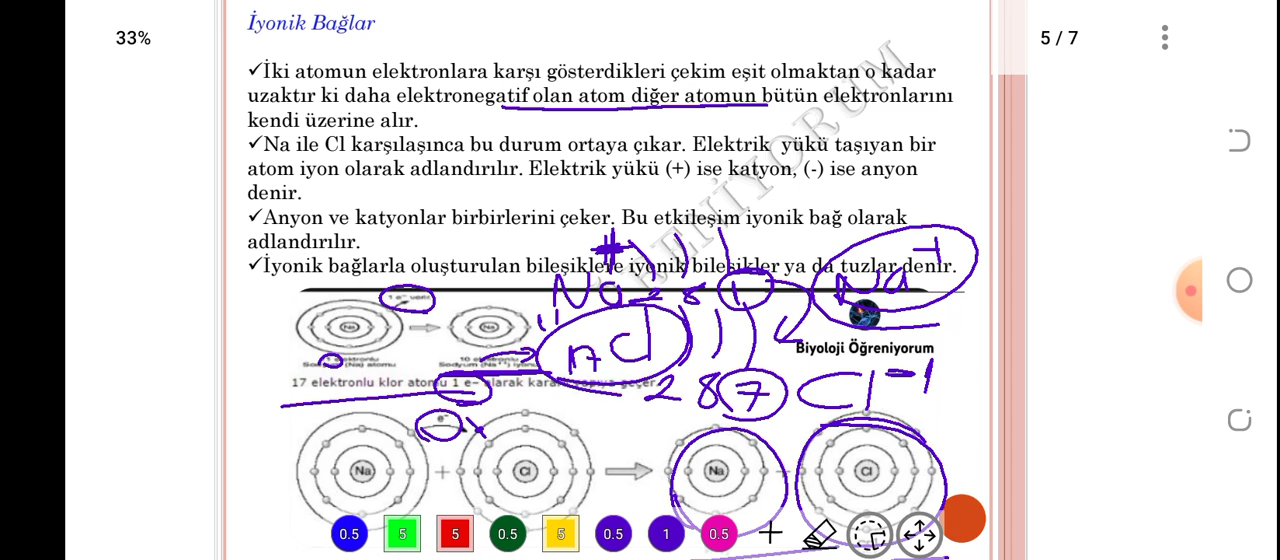 İyonik Bağlar
33%
5 / 7
✓İki atomun elektronlara karşı gösterdikleri çekim eşit olmaktan o kadar
uzaktır ki daha elektronegatif olan atom diğer atomun bütün elektronlarını
kendi üzerine alır.
✓Na ile Cl karşılaşınca bu durum ortaya çıkar. Elektrik yükü taşıyan bir
atom iyon olarak adlandırılır. Elektrik yükü (+) ise katyon, (-) ise anyon
denir.
✓Anyon ve katyonlar birbirlerini çeker. Bu etkileşim iyonik bağ olarak
adlandırılır.
✓İyonik bağlarla oluşturulan bileşiklere iyonik bileşikler ya da tuzlar denir.
Na 2 8 1
Na
Na
Na
Biyoloji Öğreniyorum
17 Cl
17 elektronlu klor atomu 1 e– alarak
2 8 7 Cl -1
e⁻
Na + Cl Na Cl
0.5 5 5 0.5 5 0.5 1 0.5